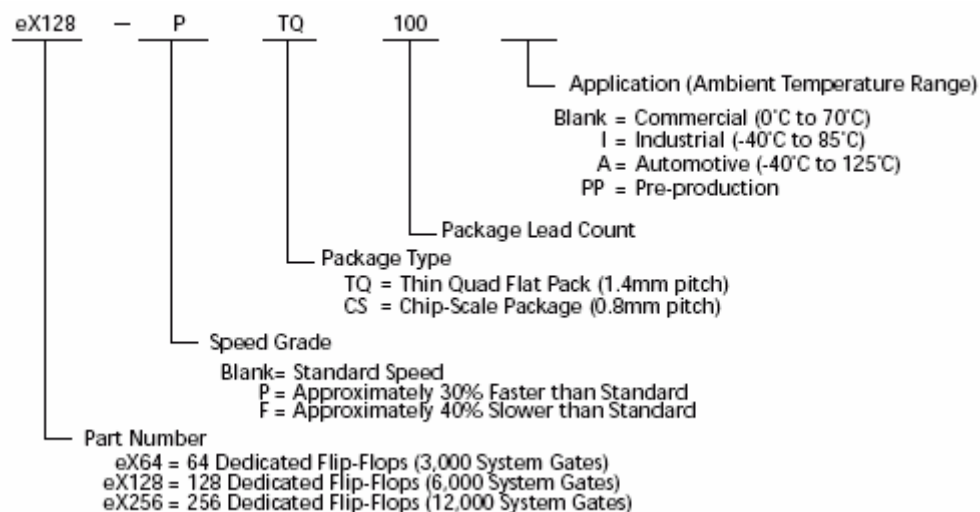 eX128 – P TQ 100
Application (Ambient Temperature Range)
Blank = Commercial (0˚C to 70˚C)
I = Industrial (-40˚C to 85˚C)
A = Automotive (-40˚C to 125˚C)
PP = Pre-production
Package Lead Count
Package Type
TQ = Thin Quad Flat Pack (1.4mm pitch)
CS = Chip-Scale Package (0.8mm pitch)
Speed Grade
Blank= Standard Speed
P = Approximately 30% Faster than Standard
F = Approximately 40% Slower than Standard
Part Number
eX64 = 64 Dedicated Flip-Flops (3,000 System Gates)
eX128 = 128 Dedicated Flip-Flops (6,000 System Gates)
eX256 = 256 Dedicated Flip-Flops (12,000 System Gates)